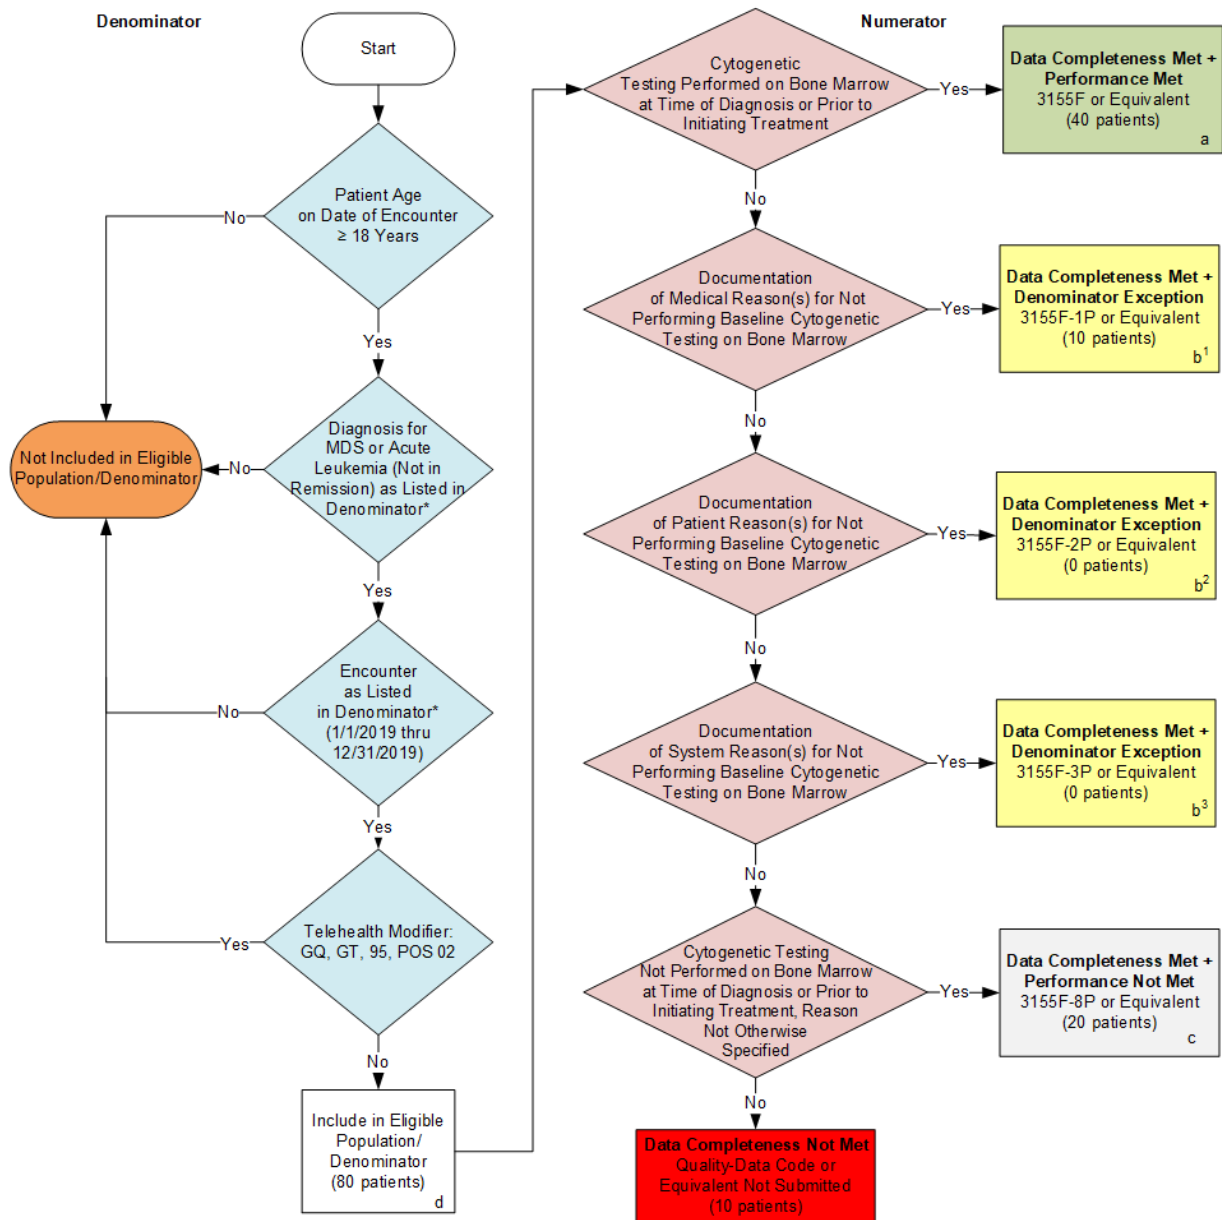 Denominator
Start
Patient Age
on Date of Encounter
≥ 18 Years
No
Yes
Diagnosis for
MDS or Acute
Leukemia (Not in
Remission) as Listed in
Denominator*
No
Not Included in Eligible
Population/Denominator
Yes
Encounter
as Listed
in Denominator*
(1/1/2019 thru
12/31/2019)
No
Yes
Telehealth Modifier:
GQ, GT, 95, POS 02
Yes
No
Include in Eligible
Population/
Denominator
(80 patients)
d
Numerator
Cytogenetic
Testing Performed on Bone Marrow
at Time of Diagnosis or Prior to
Initiating Treatment
Yes
Data Completeness Met +
Performance Met
3155F or Equivalent
(40 patients)
a
No
Documentation
of Medical Reason(s) for Not
Performing Baseline Cytogenetic
Testing on Bone Marrow
Yes
Data Completeness Met +
Denominator Exception
3155F-1P or Equivalent
(10 patients)
b1
No
Documentation
of Patient Reason(s) for Not
Performing Baseline Cytogenetic
Testing on Bone Marrow
Yes
Data Completeness Met +
Denominator Exception
3155F-2P or Equivalent
(0 patients)
b2
No
Documentation
of System Reason(s) for Not
Performing Baseline Cytogenetic
Testing on Bone Marrow
Yes
Data Completeness Met +
Denominator Exception
3155F-3P or Equivalent
(0 patients)
b3
No
Cytogenetic Testing
Not Performed on Bone Marrow
at Time of Diagnosis or Prior to
Initiating Treatment, Reason
Not Otherwise
Specified
Yes
Data Completeness Met +
Performance Not Met
3155F-8P or Equivalent
(20 patients)
c
No
Data Completeness Not Met
Quality-Data Code or
Equivalent Not Submitted
(10 patients)